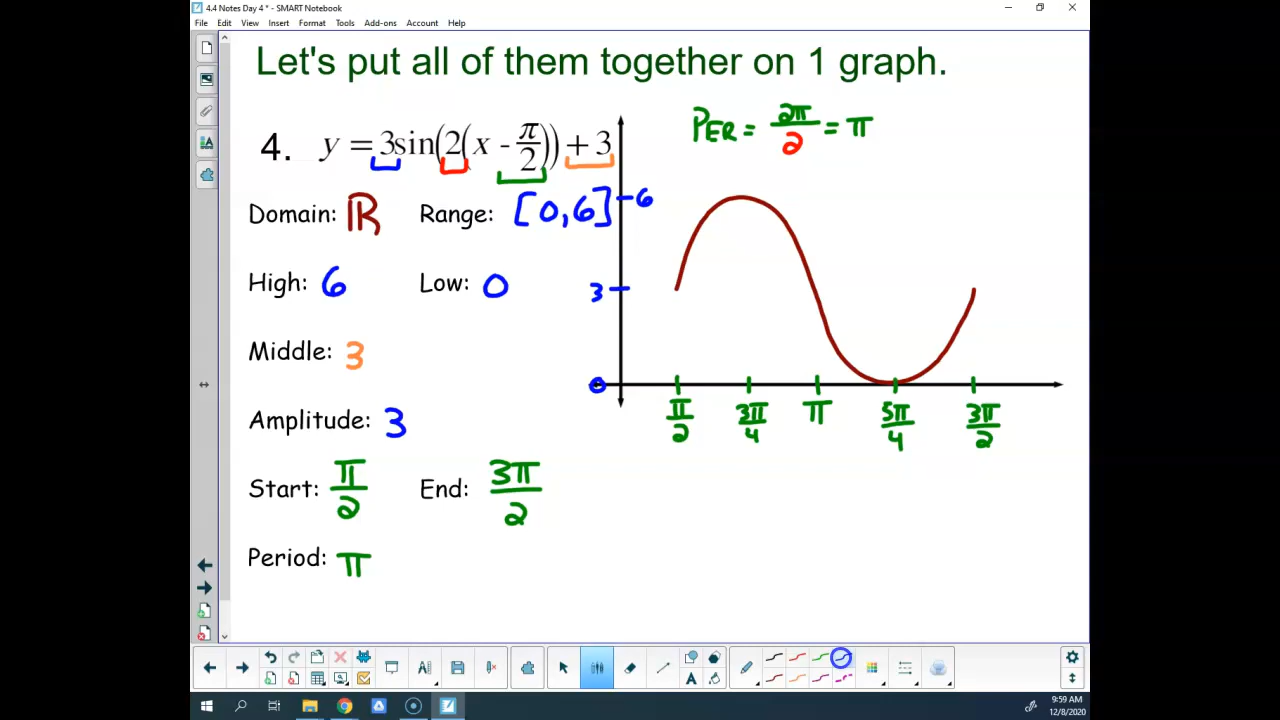 4.4 Notes Day 4 * - SMART Notebook
File Edit View Insert Format Tools Add-ons Account Help
Let's put all of them together on 1 graph.
PER = 2π/2 = π
4. y = 3sin(2(x - π/2)) + 3
Domain: ℝ Range: [0,6]
6
High: 6 Low: 0
3
Middle: 3
0
π/2 3π/4 π 5π/4 3π/2
Amplitude: 3
Start: π/2 End: 3π/2
Period: π
9:59 AM
12/8/2020